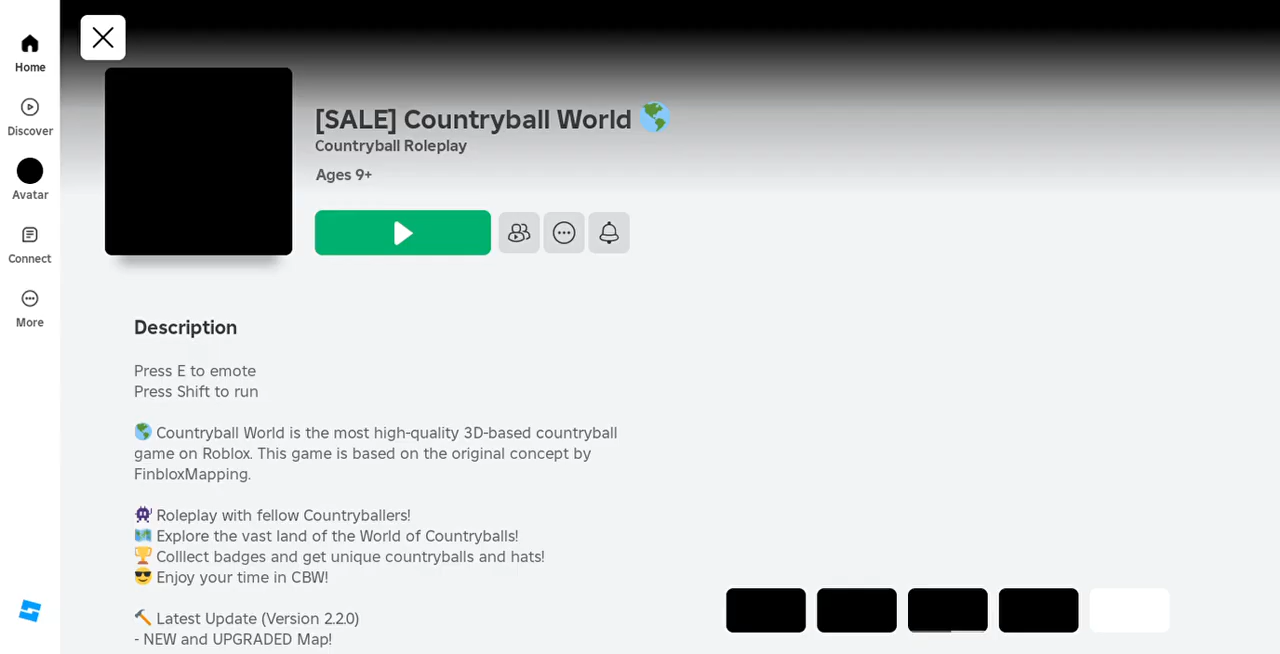 Home
Discover
Avatar
Connect
More
[SALE] Countryball World 🌎
Countryball Roleplay
Ages 9+
Description
Press E to emote
Press Shift to run
🌎 Countryball World is the most high-quality 3D-based countryball
game on Roblox. This game is based on the original concept by
FinbloxMapping.
👾 Roleplay with fellow Countryballers!
🗺️ Explore the vast land of the World of Countryballs!
🏆 Colllect badges and get unique countryballs and hats!
😎 Enjoy your time in CBW!
🔨 Latest Update (Version 2.2.0)
- NEW and UPGRADED Map!